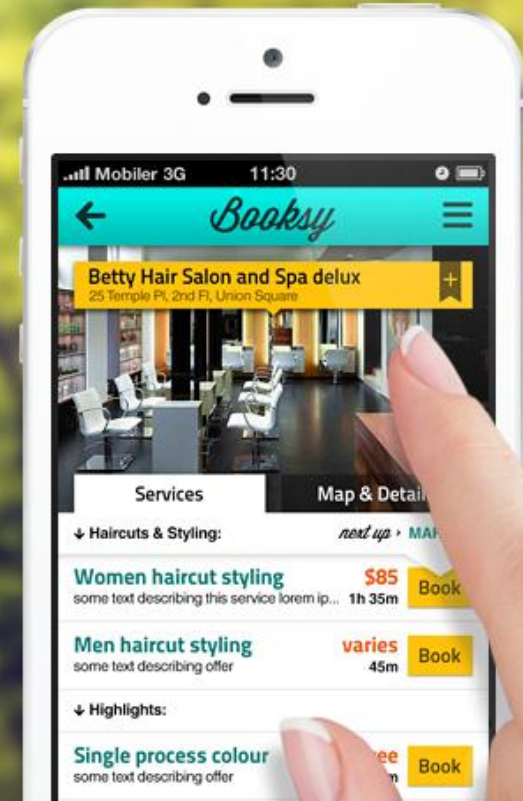 Mobiler 3G 11:30
Booksy
Betty Hair Salon and Spa delux
25 Temple Pl, 2nd Fl, Union Square
+
Services Map & Detai
↓ Haircuts & Styling: next up › MA
Women haircut styling $85 Book
some text describing this service lorem ip... 1h 35m
Men haircut styling varies Book
some text describing offer 45m
↓ Highlights:
Single process colour Book
some text describing offer